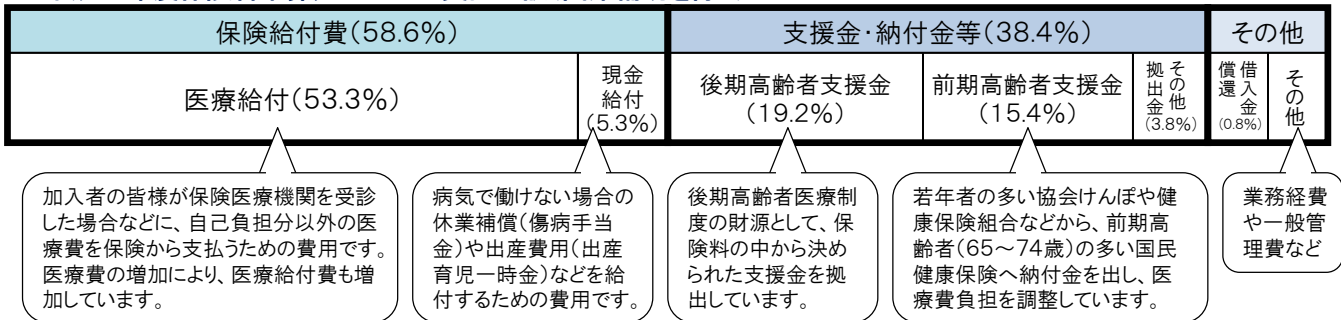 保険給付費(58.6%)
支援金・納付金等(38.4%)
その他
医療給付(53.3%)
現金
給付
(5.3%)
後期高齢者支援金
(19.2%)
前期高齢者支援金
(15.4%)
その他
拠出金
(3.8%)
借入金
償還
(0.8%)
その他
加入者の皆様が保険医療機関を受診
した場合などに、自己負担分以外の医
療費を保険から支払うための費用です。
医療費の増加により、医療給付費も増
加しています。
病気で働けない場合の
休業補償(傷病手当
金)や出産費用(出産
育児一時金)などを給
付するための費用です。
後期高齢者医療制
度の財源として、保
険料の中から決め
られた支援金を拠
出しています。
若年者の多い協会けんぽや健
康保険組合などから、前期高
齢者(65～74歳)の多い国民
健康保険へ納付金を出し、医
療費負担を調整しています。
業務経費
や一般管
理費など